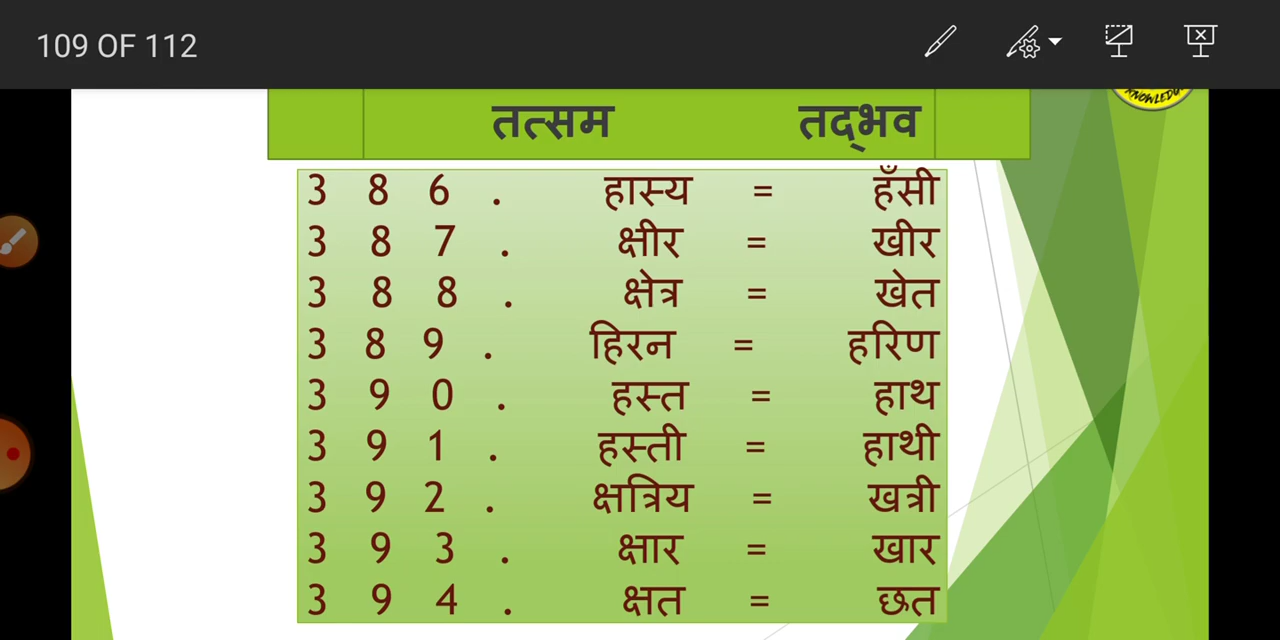 109 OF 112
KNOWLEDGE
तत्सम तद्भव
386. हास्य = हँसी
387. क्षीर = खीर
388. क्षेत्र = खेत
389. हिरन = हरिण
390. हस्त = हाथ
391. हस्ती = हाथी
392. क्षत्रिय = खत्री
393. क्षार = खार
394. क्षत = छत